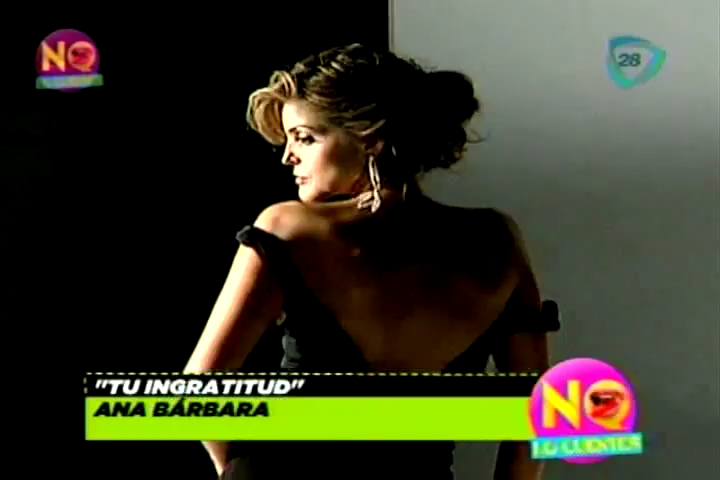 NO
28
"TU INGRATITUD"
ANA BÁRBARA
NO
LO CUENTES